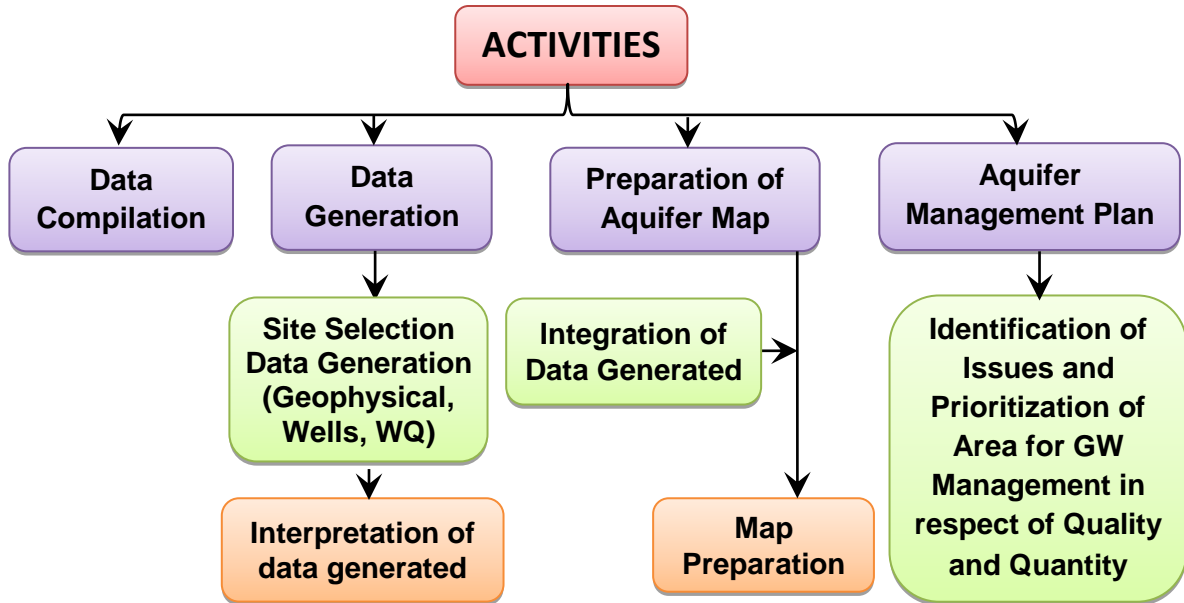 ACTIVITIES
Data
Compilation
Data
Generation
Preparation of
Aquifer Map
Aquifer
Management Plan
Site Selection
Data Generation
(Geophysical,
Wells, WQ)
Integration of
Data Generated
Identification of
Issues and
Prioritization of
Area for GW
Management in
respect of Quality
and Quantity
Interpretation of
data generated
Map
Preparation